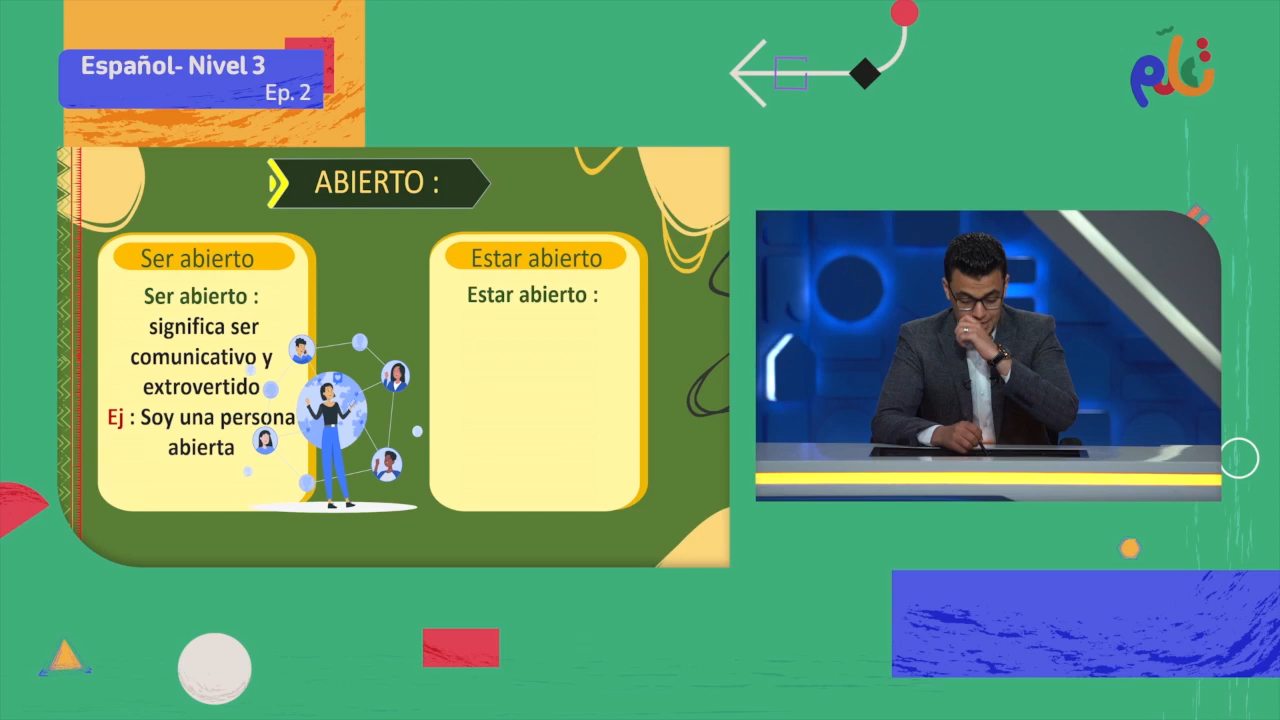 Español- Nivel 3
Ep. 2
تلم
ABIERTO :
Ser abierto
Ser abierto :
significa ser
comunicativo y
extrovertido
Ej : Soy una persona
abierta
Estar abierto
Estar abierto :